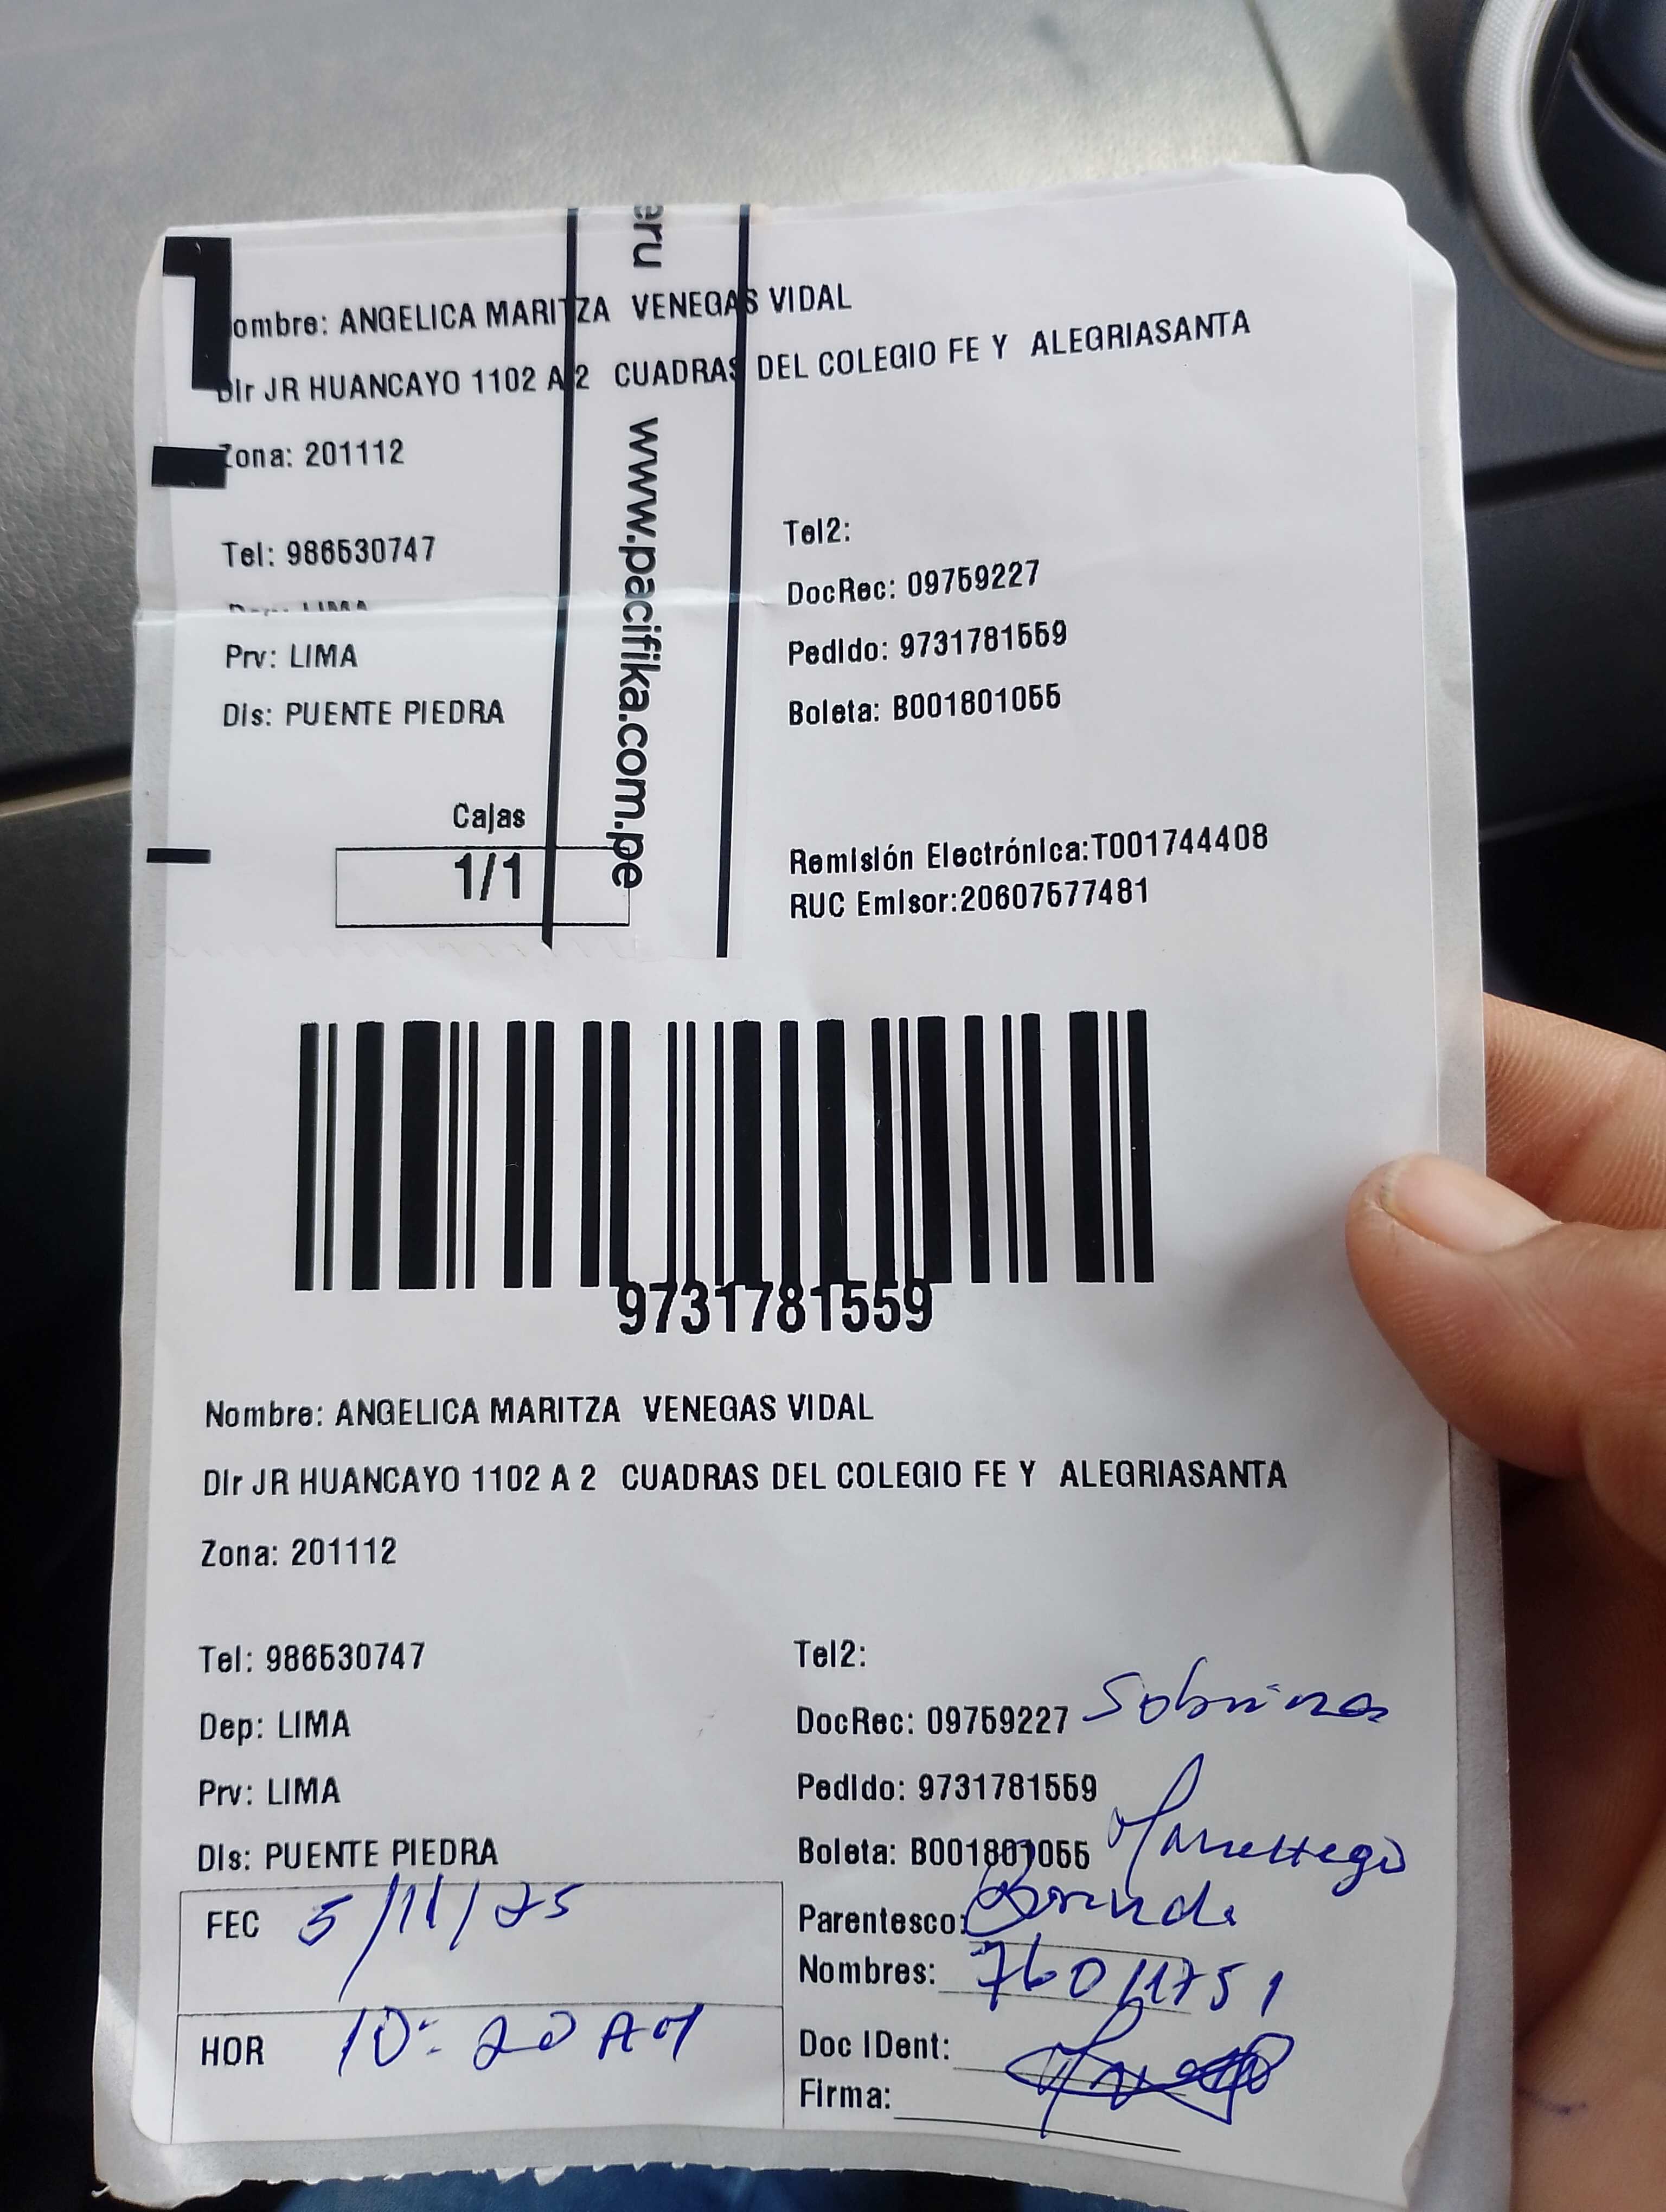 eru
www.pacifika.com.pe
ombre: ANGELICA MARITZA VENEGAS VIDAL
Dir JR HUANCAYO 1102 A 2 CUADRAS DEL COLEGIO FE Y ALEGRIASANTA
Zona: 201112
Tel: 986530747
Tel2:
DocRec: 09759227
Dep: LIMA
Pedido: 9731781559
Prv: LIMA
Boleta: B001801055
Dis: PUENTE PIEDRA
Cajas
1/1
Remisión Electrónica:T001744408
RUC Emisor:20607577481
9731781559
Nombre: ANGELICA MARITZA VENEGAS VIDAL
Dir JR HUANCAYO 1102 A 2 CUADRAS DEL COLEGIO FE Y ALEGRIASANTA
Zona: 201112
Tel: 986530747
Tel2:
Dep: LIMA
DocRec: 09759227 Sobrina
Prv: LIMA
Pedido: 9731781559
Dis: PUENTE PIEDRA
Boleta: B001801055
FEC 5/11/25
Parentesco:
Nombres: 76011751
HOR 10:20 AM
Doc IDent:
Firma: